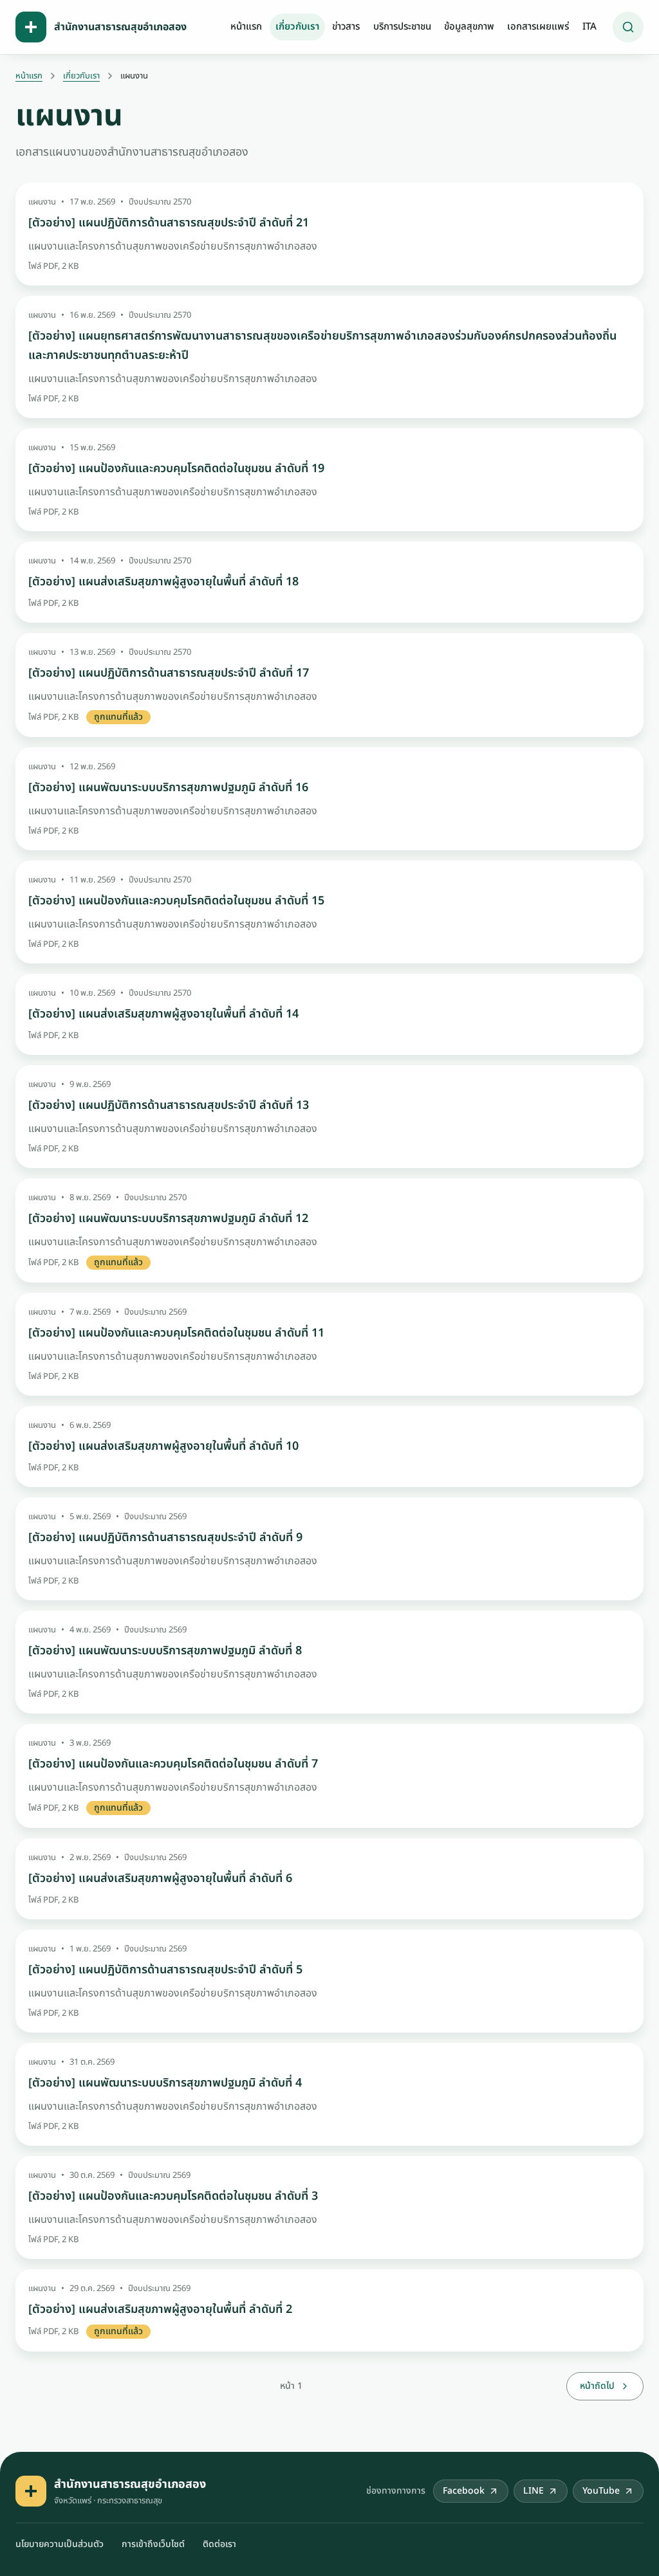 สำนักงานสาธารณสุขอำเภอสอง
หน้าแรก เกี่ยวกับเรา ข่าวสาร บริการประชาชน ข้อมูลสุขภาพ เอกสารเผยแพร่ ITA
หน้าแรก > เกี่ยวกับเรา > แผนงาน
แผนงาน
เอกสารแผนงานของสำนักงานสาธารณสุขอำเภอสอง
แผนงาน • 17 พ.ย. 2569 • ปีงบประมาณ 2570
[ตัวอย่าง] แผนปฏิบัติการด้านสาธารณสุขประจำปี ลำดับที่ 21
แผนงานและโครงการด้านสุขภาพของเครือข่ายบริการสุขภาพอำเภอสอง
ไฟล์ PDF, 2 KB
แผนงาน • 16 พ.ย. 2569 • ปีงบประมาณ 2570
[ตัวอย่าง] แผนยุทธศาสตร์การพัฒนางานสาธารณสุขของเครือข่ายบริการสุขภาพอำเภอสองร่วมกับองค์กรปกครองส่วนท้องถิ่น
และภาคประชาชนทุกตำบลระยะห้าปี
แผนงานและโครงการด้านสุขภาพของเครือข่ายบริการสุขภาพอำเภอสอง
ไฟล์ PDF, 2 KB
แผนงาน • 15 พ.ย. 2569
[ตัวอย่าง] แผนป้องกันและควบคุมโรคติดต่อในชุมชน ลำดับที่ 19
แผนงานและโครงการด้านสุขภาพของเครือข่ายบริการสุขภาพอำเภอสอง
ไฟล์ PDF, 2 KB
แผนงาน • 14 พ.ย. 2569 • ปีงบประมาณ 2570
[ตัวอย่าง] แผนส่งเสริมสุขภาพผู้สูงอายุในพื้นที่ ลำดับที่ 18
ไฟล์ PDF, 2 KB
แผนงาน • 13 พ.ย. 2569 • ปีงบประมาณ 2570
[ตัวอย่าง] แผนปฏิบัติการด้านสาธารณสุขประจำปี ลำดับที่ 17
แผนงานและโครงการด้านสุขภาพของเครือข่ายบริการสุขภาพอำเภอสอง
ไฟล์ PDF, 2 KB ถูกแทนที่แล้ว
แผนงาน • 12 พ.ย. 2569
[ตัวอย่าง] แผนพัฒนาระบบบริการสุขภาพปฐมภูมิ ลำดับที่ 16
แผนงานและโครงการด้านสุขภาพของเครือข่ายบริการสุขภาพอำเภอสอง
ไฟล์ PDF, 2 KB
แผนงาน • 11 พ.ย. 2569 • ปีงบประมาณ 2570
[ตัวอย่าง] แผนป้องกันและควบคุมโรคติดต่อในชุมชน ลำดับที่ 15
แผนงานและโครงการด้านสุขภาพของเครือข่ายบริการสุขภาพอำเภอสอง
ไฟล์ PDF, 2 KB
แผนงาน • 10 พ.ย. 2569 • ปีงบประมาณ 2570
[ตัวอย่าง] แผนส่งเสริมสุขภาพผู้สูงอายุในพื้นที่ ลำดับที่ 14
ไฟล์ PDF, 2 KB
แผนงาน • 9 พ.ย. 2569
[ตัวอย่าง] แผนปฏิบัติการด้านสาธารณสุขประจำปี ลำดับที่ 13
แผนงานและโครงการด้านสุขภาพของเครือข่ายบริการสุขภาพอำเภอสอง
ไฟล์ PDF, 2 KB
แผนงาน • 8 พ.ย. 2569 • ปีงบประมาณ 2570
[ตัวอย่าง] แผนพัฒนาระบบบริการสุขภาพปฐมภูมิ ลำดับที่ 12
แผนงานและโครงการด้านสุขภาพของเครือข่ายบริการสุขภาพอำเภอสอง
ไฟล์ PDF, 2 KB ถูกแทนที่แล้ว
แผนงาน • 7 พ.ย. 2569 • ปีงบประมาณ 2569
[ตัวอย่าง] แผนป้องกันและควบคุมโรคติดต่อในชุมชน ลำดับที่ 11
แผนงานและโครงการด้านสุขภาพของเครือข่ายบริการสุขภาพอำเภอสอง
ไฟล์ PDF, 2 KB
แผนงาน • 6 พ.ย. 2569
[ตัวอย่าง] แผนส่งเสริมสุขภาพผู้สูงอายุในพื้นที่ ลำดับที่ 10
ไฟล์ PDF, 2 KB
แผนงาน • 5 พ.ย. 2569 • ปีงบประมาณ 2569
[ตัวอย่าง] แผนปฏิบัติการด้านสาธารณสุขประจำปี ลำดับที่ 9
แผนงานและโครงการด้านสุขภาพของเครือข่ายบริการสุขภาพอำเภอสอง
ไฟล์ PDF, 2 KB
แผนงาน • 4 พ.ย. 2569 • ปีงบประมาณ 2569
[ตัวอย่าง] แผนพัฒนาระบบบริการสุขภาพปฐมภูมิ ลำดับที่ 8
แผนงานและโครงการด้านสุขภาพของเครือข่ายบริการสุขภาพอำเภอสอง
ไฟล์ PDF, 2 KB
แผนงาน • 3 พ.ย. 2569
[ตัวอย่าง] แผนป้องกันและควบคุมโรคติดต่อในชุมชน ลำดับที่ 7
แผนงานและโครงการด้านสุขภาพของเครือข่ายบริการสุขภาพอำเภอสอง
ไฟล์ PDF, 2 KB ถูกแทนที่แล้ว
แผนงาน • 2 พ.ย. 2569 • ปีงบประมาณ 2569
[ตัวอย่าง] แผนส่งเสริมสุขภาพผู้สูงอายุในพื้นที่ ลำดับที่ 6
ไฟล์ PDF, 2 KB
แผนงาน • 1 พ.ย. 2569 • ปีงบประมาณ 2569
[ตัวอย่าง] แผนปฏิบัติการด้านสาธารณสุขประจำปี ลำดับที่ 5
แผนงานและโครงการด้านสุขภาพของเครือข่ายบริการสุขภาพอำเภอสอง
ไฟล์ PDF, 2 KB
แผนงาน • 31 ต.ค. 2569
[ตัวอย่าง] แผนพัฒนาระบบบริการสุขภาพปฐมภูมิ ลำดับที่ 4
แผนงานและโครงการด้านสุขภาพของเครือข่ายบริการสุขภาพอำเภอสอง
ไฟล์ PDF, 2 KB
แผนงาน • 30 ต.ค. 2569 • ปีงบประมาณ 2569
[ตัวอย่าง] แผนป้องกันและควบคุมโรคติดต่อในชุมชน ลำดับที่ 3
แผนงานและโครงการด้านสุขภาพของเครือข่ายบริการสุขภาพอำเภอสอง
ไฟล์ PDF, 2 KB
แผนงาน • 29 ต.ค. 2569 • ปีงบประมาณ 2569
[ตัวอย่าง] แผนส่งเสริมสุขภาพผู้สูงอายุในพื้นที่ ลำดับที่ 2
ไฟล์ PDF, 2 KB ถูกแทนที่แล้ว
หน้า 1 หน้าถัดไป
สำนักงานสาธารณสุขอำเภอสอง
จังหวัดแพร่ · กระทรวงสาธารณสุข
ช่องทางทางการ Facebook LINE YouTube
นโยบายความเป็นส่วนตัว การเข้าถึงเว็บไซต์ ติดต่อเรา